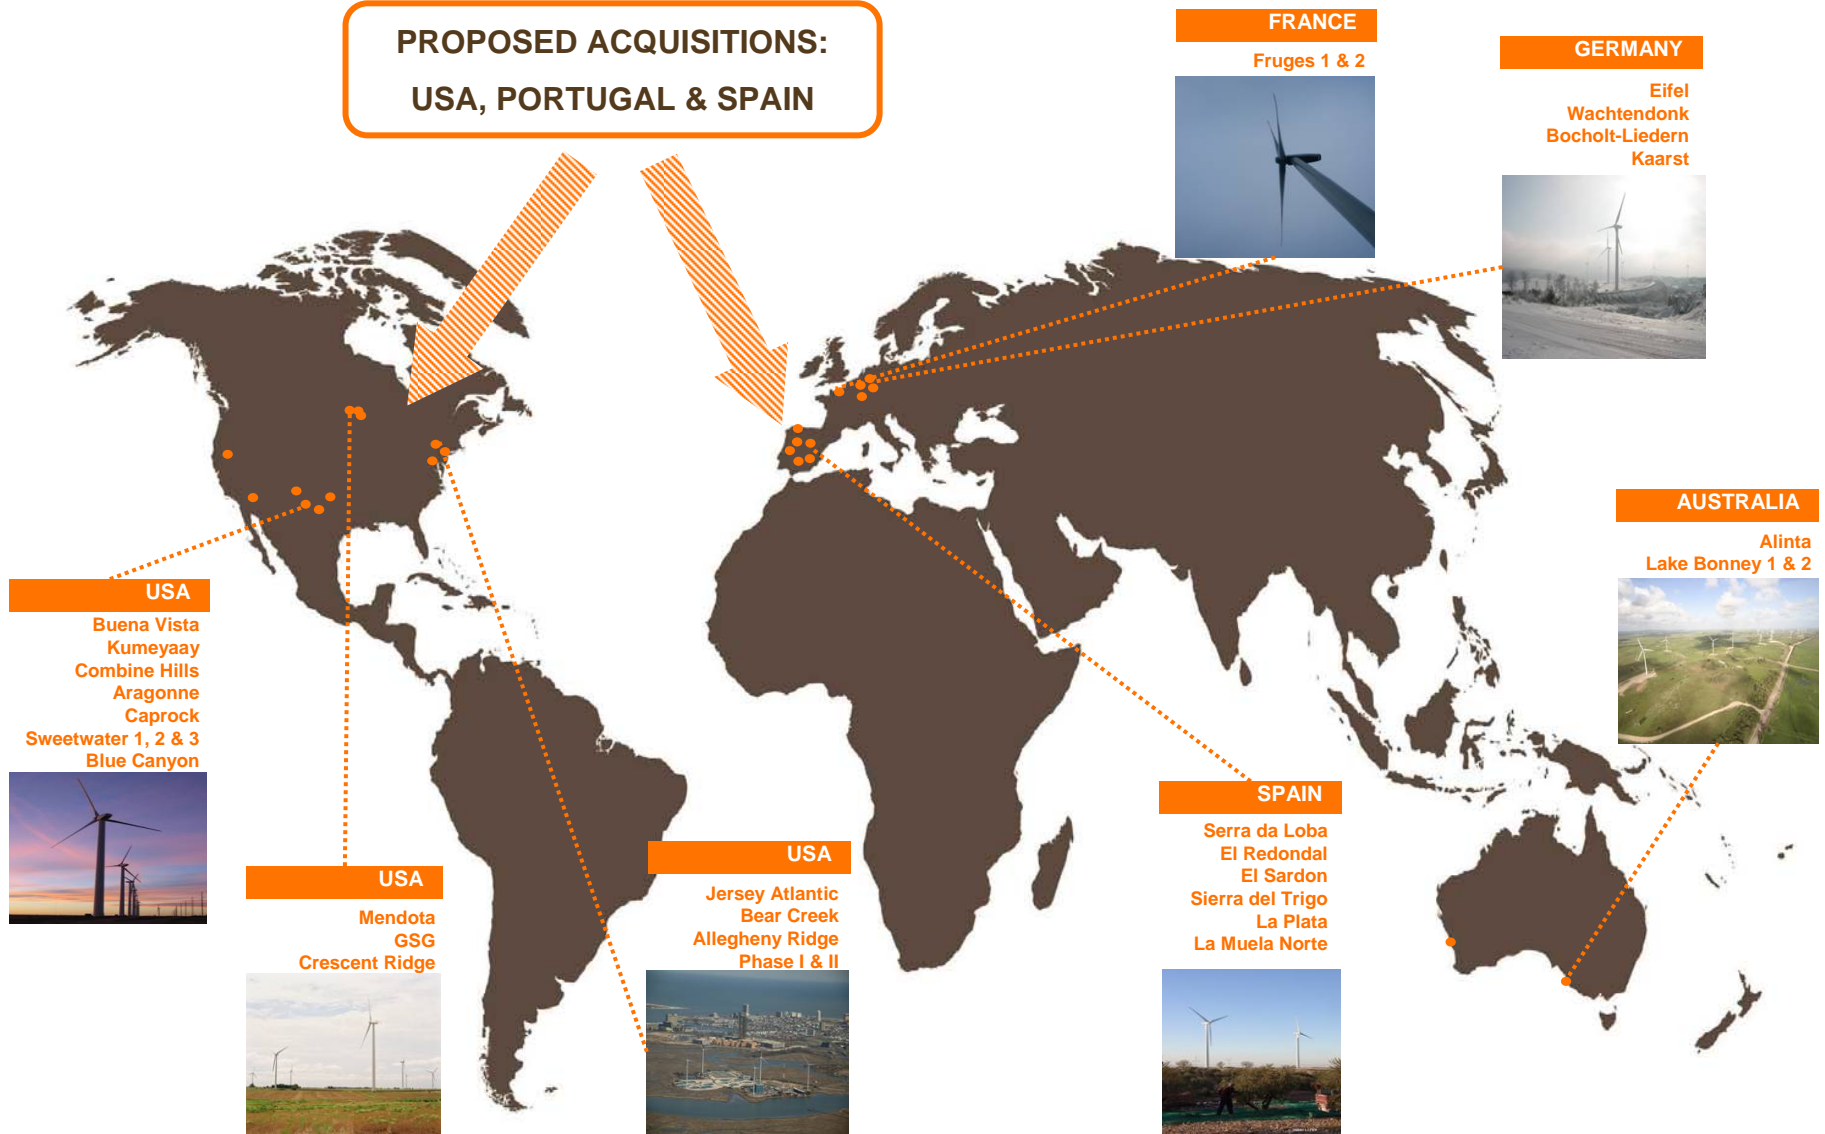 PROPOSED ACQUISITIONS:
USA, PORTUGAL & SPAIN
FRANCE
Fruges 1 & 2
GERMANY
Eifel
Wachtendonk
Bocholt-Liedern
Kaarst
AUSTRALIA
Alinta
Lake Bonney 1 & 2
USA
Buena Vista
Kumeyaay
Combine Hills
Aragonne
Caprock
Sweetwater 1, 2 & 3
Blue Canyon
USA
Mendota
GSG
Crescent Ridge
USA
Jersey Atlantic
Bear Creek
Allegheny Ridge
Phase I & II
SPAIN
Serra da Loba
El Redondal
El Sardon
Sierra del Trigo
La Plata
La Muela Norte